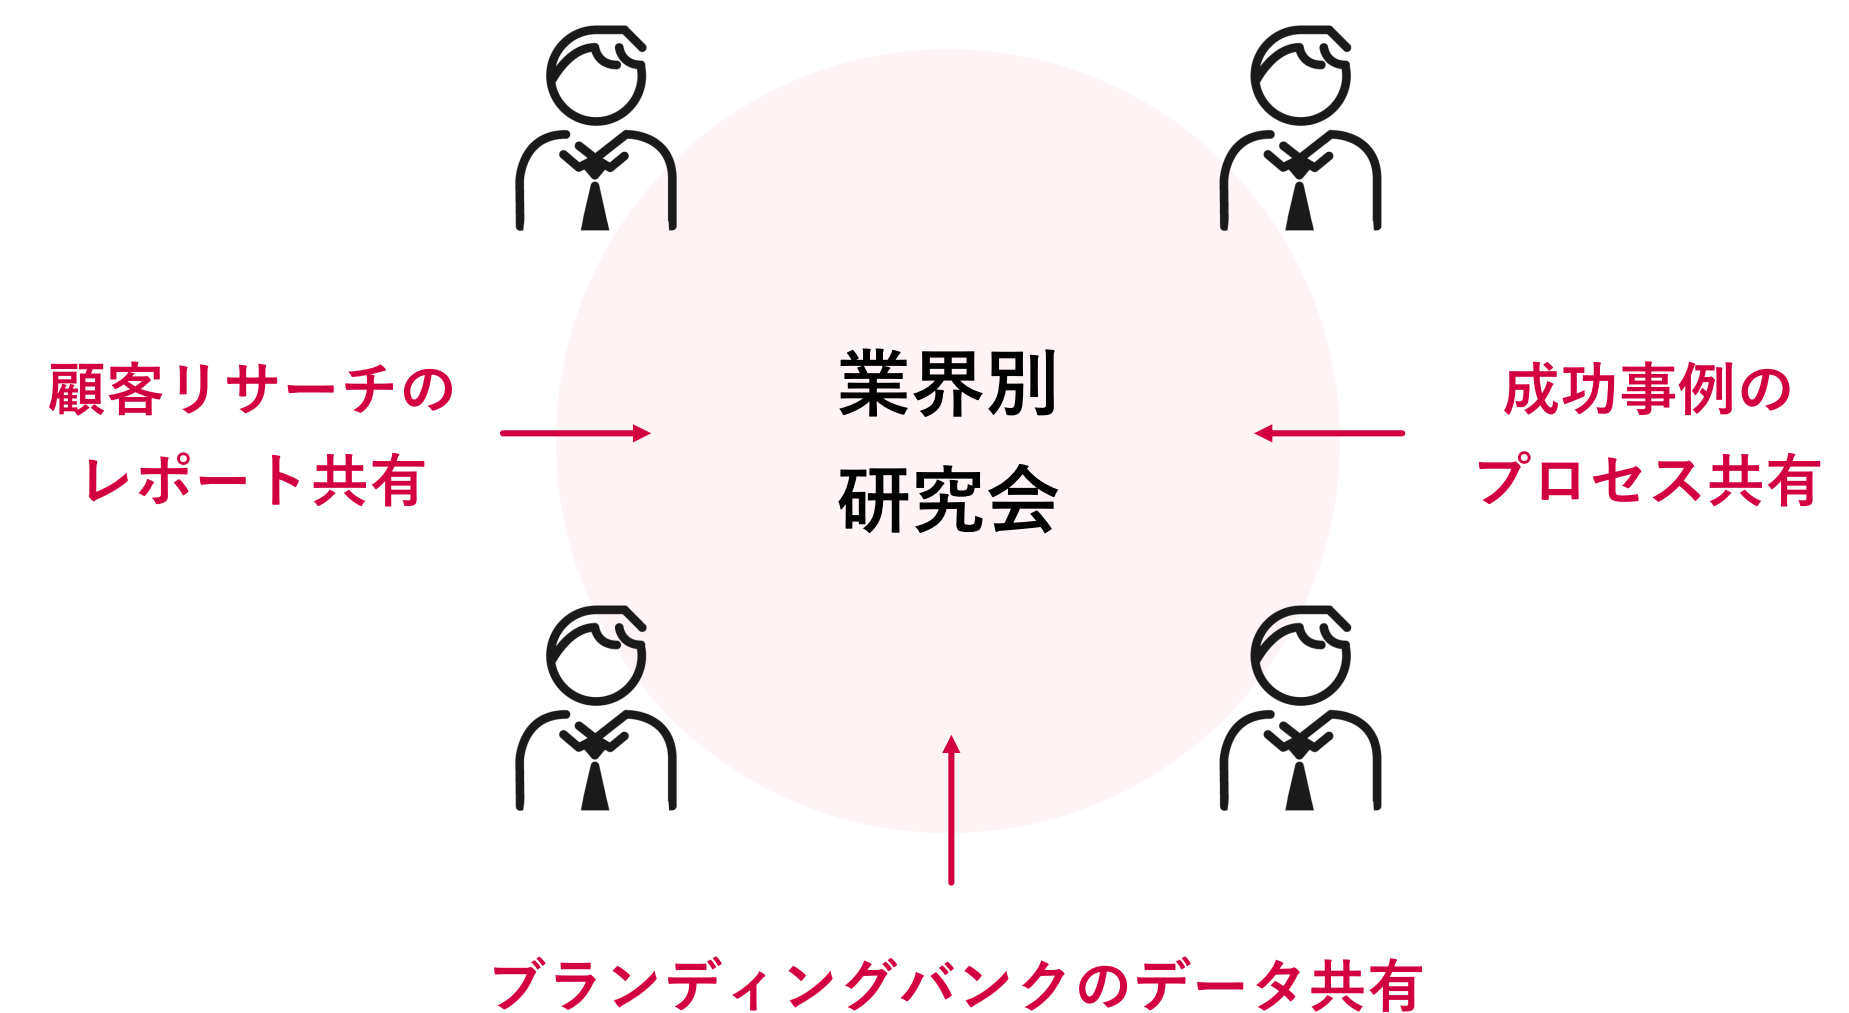 顧客リサーチの
レポート共有
業界別
研究会
成功事例の
プロセス共有
ブランディングバンクのデータ共有